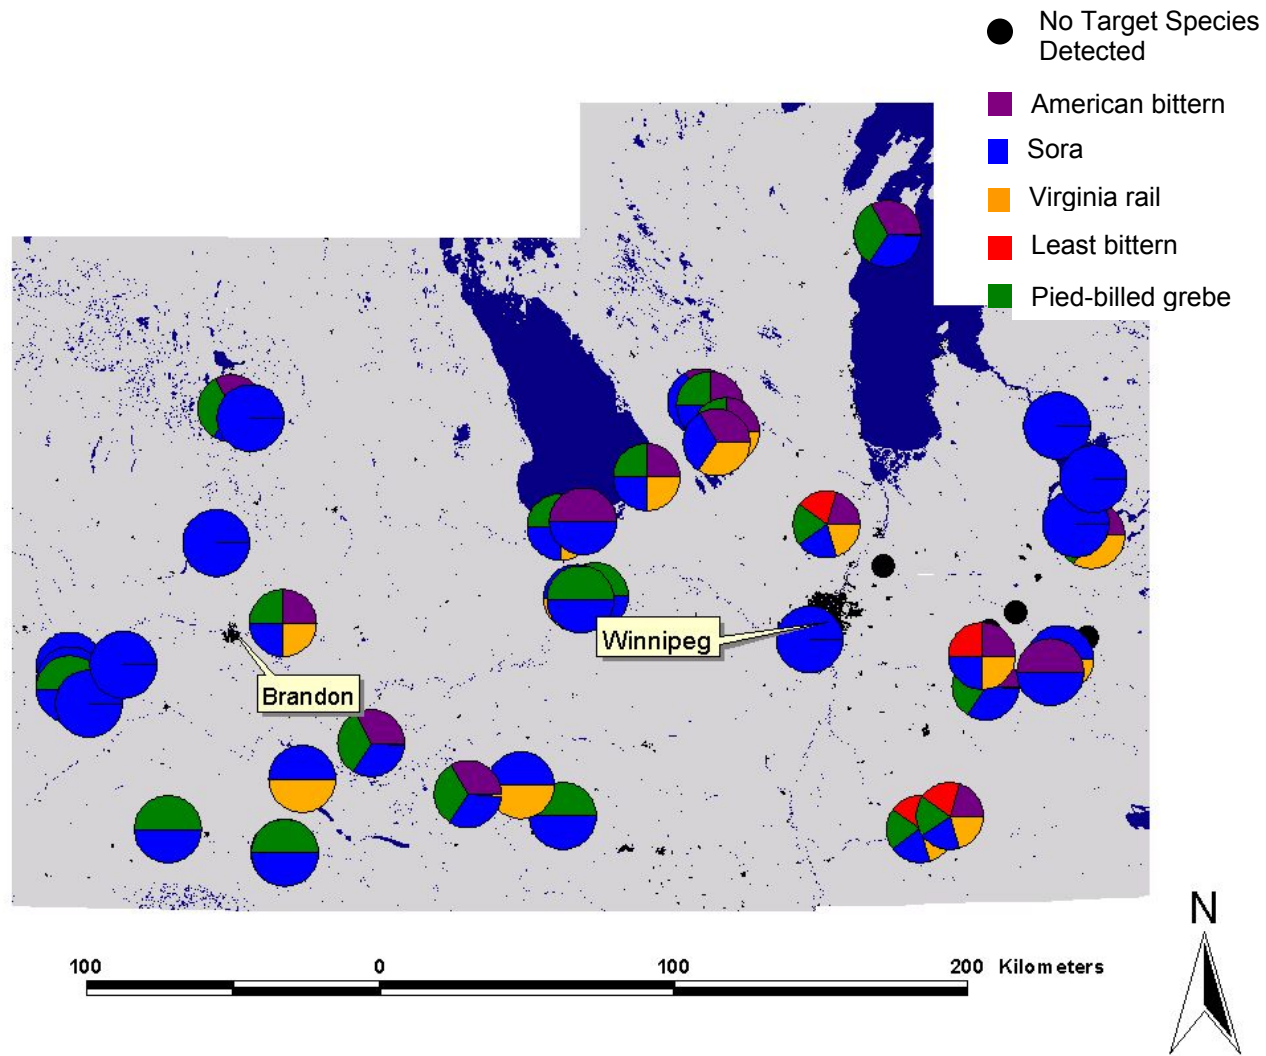 No Target Species
Detected
American bittern
Sora
Virginia rail
Least bittern
Pied-billed grebe
Winnipeg
Brandon
N
100 0 100 200 Kilometers